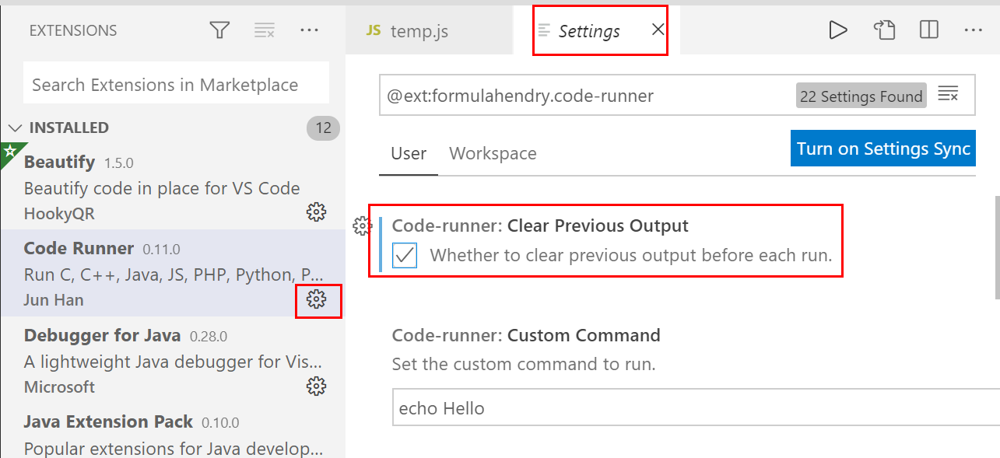 EXTENSIONS
Search Extensions in Marketplace
INSTALLED 12
Beautify 1.5.0
Beautify code in place for VS Code
HookyQR
Code Runner 0.11.0
Run C, C++, Java, JS, PHP, Python, P...
Jun Han
Debugger for Java 0.28.0
A lightweight Java debugger for Vis...
Microsoft
Java Extension Pack 0.10.0
Popular extensions for Java develop...
JS temp.js
Settings
@ext:formulahendry.code-runner
22 Settings Found
User Workspace
Turn on Settings Sync
Code-runner: Clear Previous Output
Whether to clear previous output before each run.
Code-runner: Custom Command
Set the custom command to run.
echo Hello